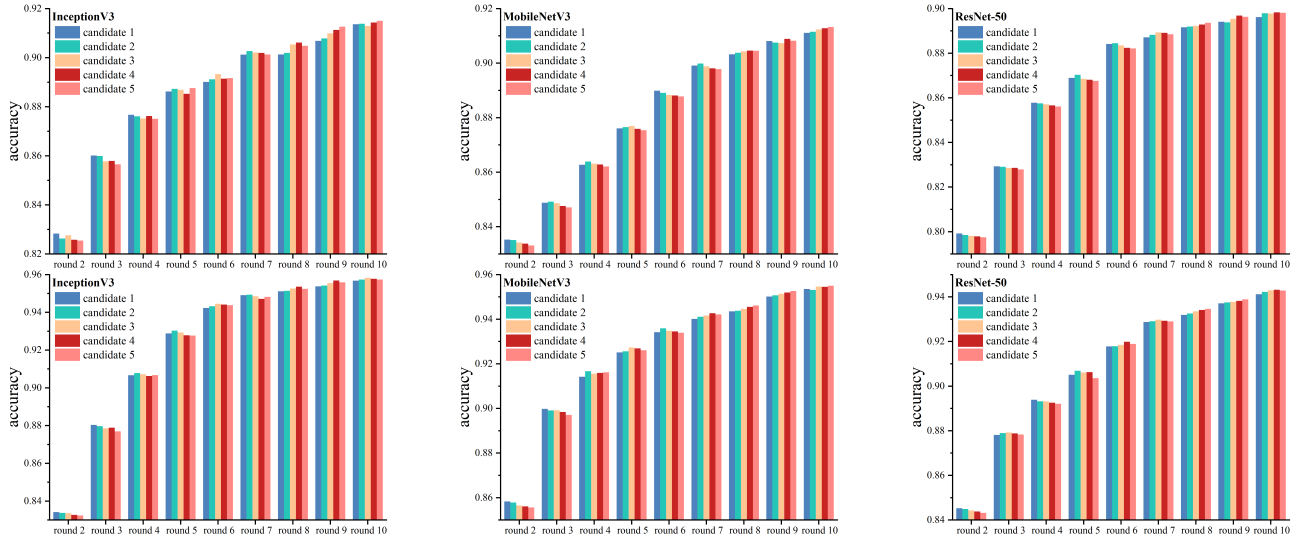 InceptionV3
candidate 1
candidate 2
candidate 3
candidate 4
candidate 5
accuracy
0.92
0.90
0.88
0.86
0.84
0.82
round 2 round 3 round 4 round 5 round 6 round 7 round 8 round 9 round 10
MobileNetV3
candidate 1
candidate 2
candidate 3
candidate 4
candidate 5
accuracy
0.92
0.90
0.88
0.86
0.84
round 2 round 3 round 4 round 5 round 6 round 7 round 8 round 9 round 10
ResNet-50
candidate 1
candidate 2
candidate 3
candidate 4
candidate 5
accuracy
0.90
0.88
0.86
0.84
0.82
0.80
round 2 round 3 round 4 round 5 round 6 round 7 round 8 round 9 round 10
InceptionV3
candidate 1
candidate 2
candidate 3
candidate 4
candidate 5
accuracy
0.96
0.94
0.92
0.90
0.88
0.86
0.84
round 2 round 3 round 4 round 5 round 6 round 7 round 8 round 9 round 10
MobileNetV3
candidate 1
candidate 2
candidate 3
candidate 4
candidate 5
accuracy
0.96
0.94
0.92
0.90
0.86
round 2 round 3 round 4 round 5 round 6 round 7 round 8 round 9 round 10
ResNet-50
candidate 1
candidate 2
candidate 3
candidate 4
candidate 5
accuracy
0.94
0.92
0.90
0.88
0.86
0.84
round 2 round 3 round 4 round 5 round 6 round 7 round 8 round 9 round 10